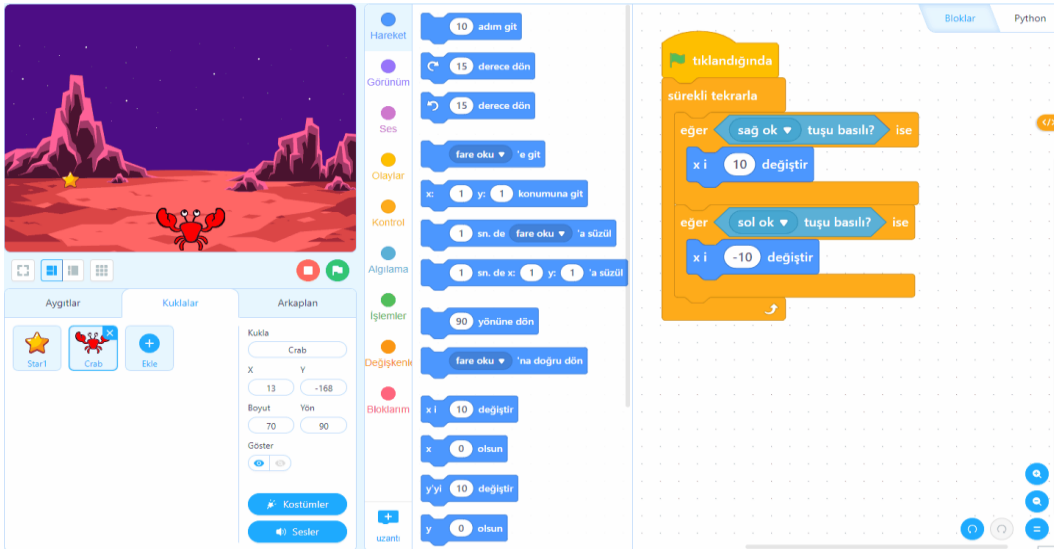 Bloklar
Python
Hareket
Görünüm
Ses
Olaylar
Kontrol
Algılama
İşlemler
Değişkenle
Bloklarım
uzantı
10 adım git
15 derece dön
15 derece dön
fare oku 'e git
x: 1 y: 1 konumuna git
1 sn. de fare oku 'a süzül
1 sn. de x: 1 y: 1 'a süzül
90 yönüne dön
fare oku 'na doğru dön
x i 10 değiştir
x 0 olsun
y'yi 10 değiştir
y 0 olsun
tıklandığında
sürekli tekrarla
eğer sağ ok tuşu basılı? ise
x i 10 değiştir
eğer sol ok tuşu basılı? ise
x i -10 değiştir
Aygıtlar
Kuklalar
Arkaplan
Star1
Crab
Ekle
Kukla
Crab
X Y
13 -168
Boyut Yön
70 90
Göster
Kostümler
Sesler